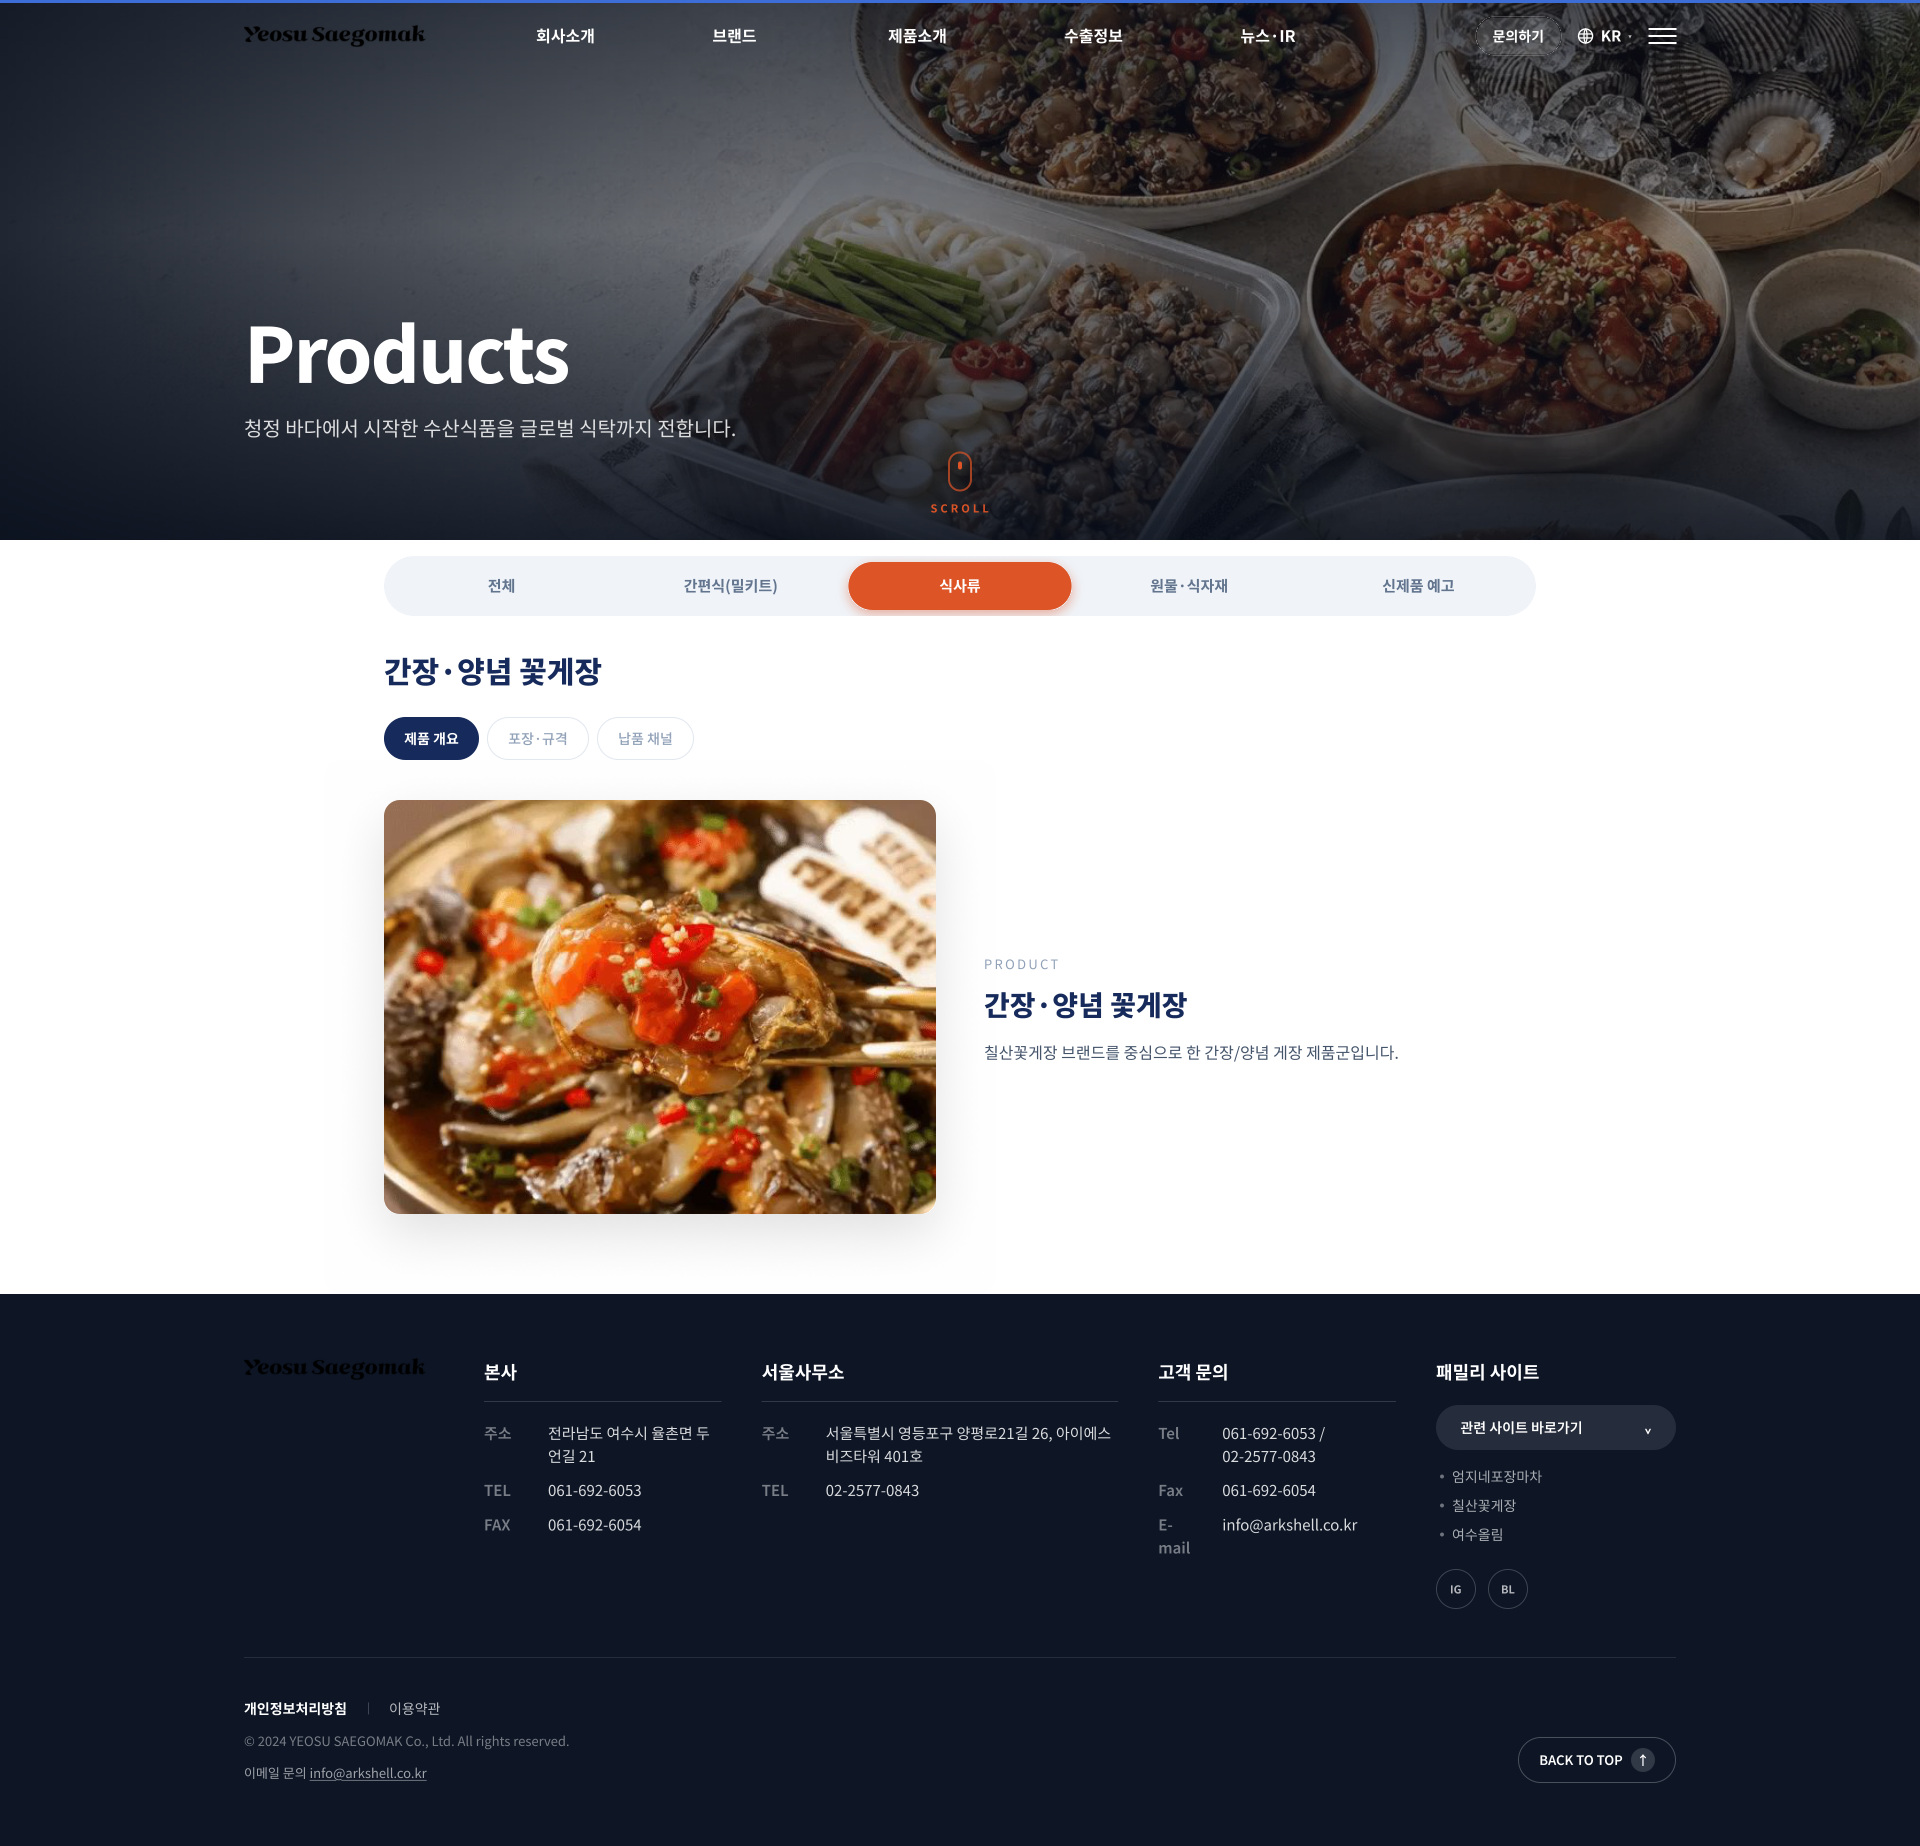 Yeosu Saegomak
회사소개
브랜드
제품소개
수출정보
뉴스·IR
문의하기
KR
Products
청정 바다에서 시작한 수산식품을 글로벌 식탁까지 전합니다.
SCROLL
전체
간편식(밀키트)
식사류
원물·식자재
신제품 예고
간장·양념 꽃게장
제품 개요
포장·규격
납품 채널
PRODUCT
간장·양념 꽃게장
칠산꽃게장 브랜드를 중심으로 한 간장/양념 게장 제품군입니다.
Yeosu Saegomak
본사
주소
전라남도 여수시 율촌면 두
언길 21
TEL
061-692-6053
FAX
061-692-6054
서울사무소
주소
서울특별시 영등포구 양평로21길 26, 아이에스
비즈타워 401호
TEL
02-2577-0843
고객 문의
Tel
061-692-6053 /
02-2577-0843
Fax
061-692-6054
E-
mail
info@arkshell.co.kr
패밀리 사이트
관련 사이트 바로가기
엄지네포장마차
칠산꽃게장
여수올림
IG
BL
개인정보처리방침
이용약관
© 2024 YEOSU SAEGOMAK Co., Ltd. All rights reserved.
이메일 문의 info@arkshell.co.kr
BACK TO TOP ↑